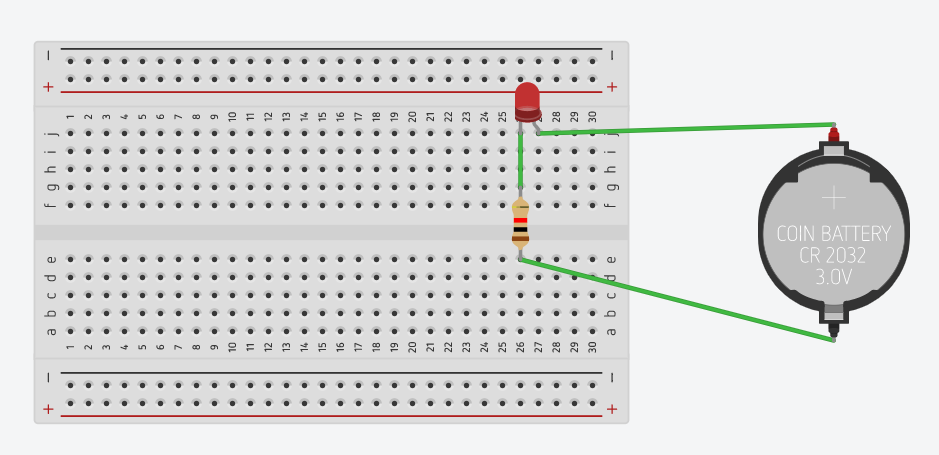 – –
+ +
1 2 3 4 5 6 7 8 9 10 11 12 13 14 15 16 17 18 19 20 21 22 23 24 25 28 29 30
j j
i i
h h
g g
f f
COIN BATTERY
CR 2032
3.0V
e e
d d
c c
b b
a a
1 2 3 4 5 6 7 8 9 10 11 12 13 14 15 16 17 18 19 20 21 22 23 24 25 26 27 28 29 30
– –
+ +